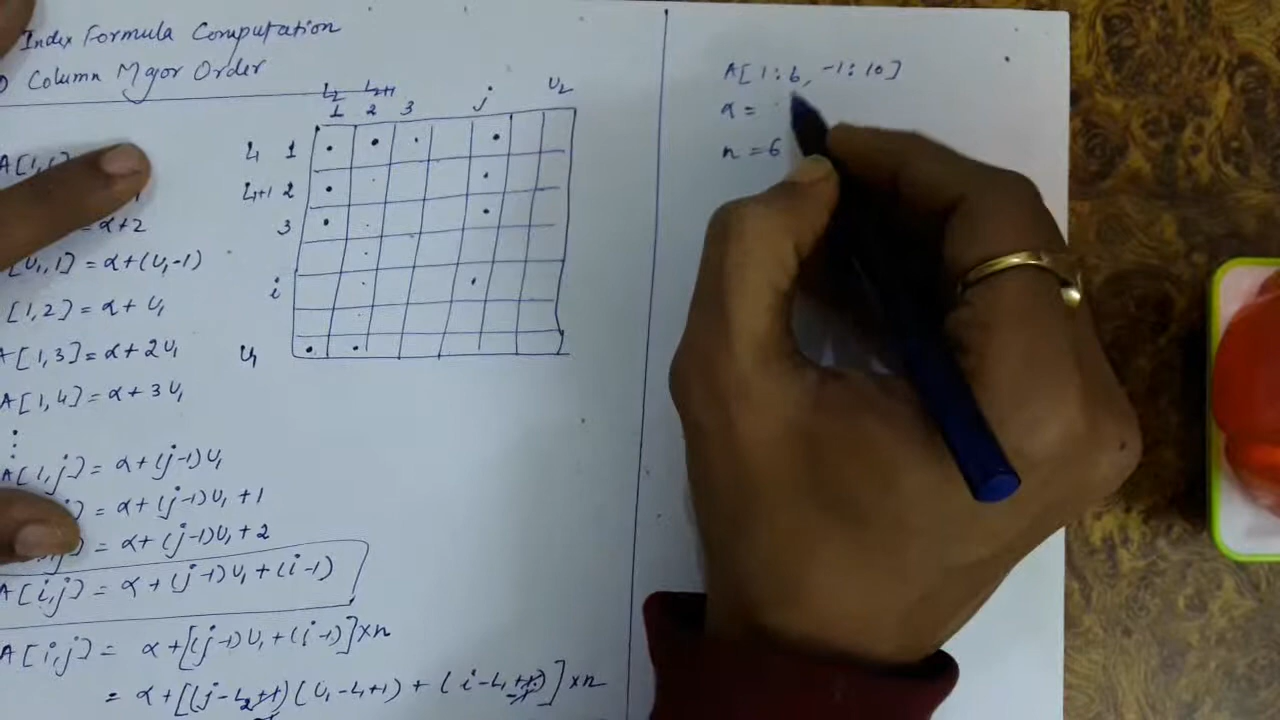 Index Formula Computation
Column Mgor Order
L2 L2+1 U2
1 2 3 j
L1 1
L1+1 2
3
i
U1
A[1,
= α+2
[U1,1] = α+(U1-1)
[1,2] = α + U1
A[1,3] = α + 2U1
A[1,4] = α + 3U1
⋮
A[1,j] = α + (j-1)U1
] = α + (j-1)U1 + 1
] = α + (j-1)U1 + 2
A[i,j] = α + (j-1)U1 + (i-1)
A[i,j] = α + [(j-1)U1 + (i-1)] × n
= α + [(j-L2+1)(U1-L1+1) + (i-L1+1)] × n
A[1:6, -1:10]
α =
n = 6